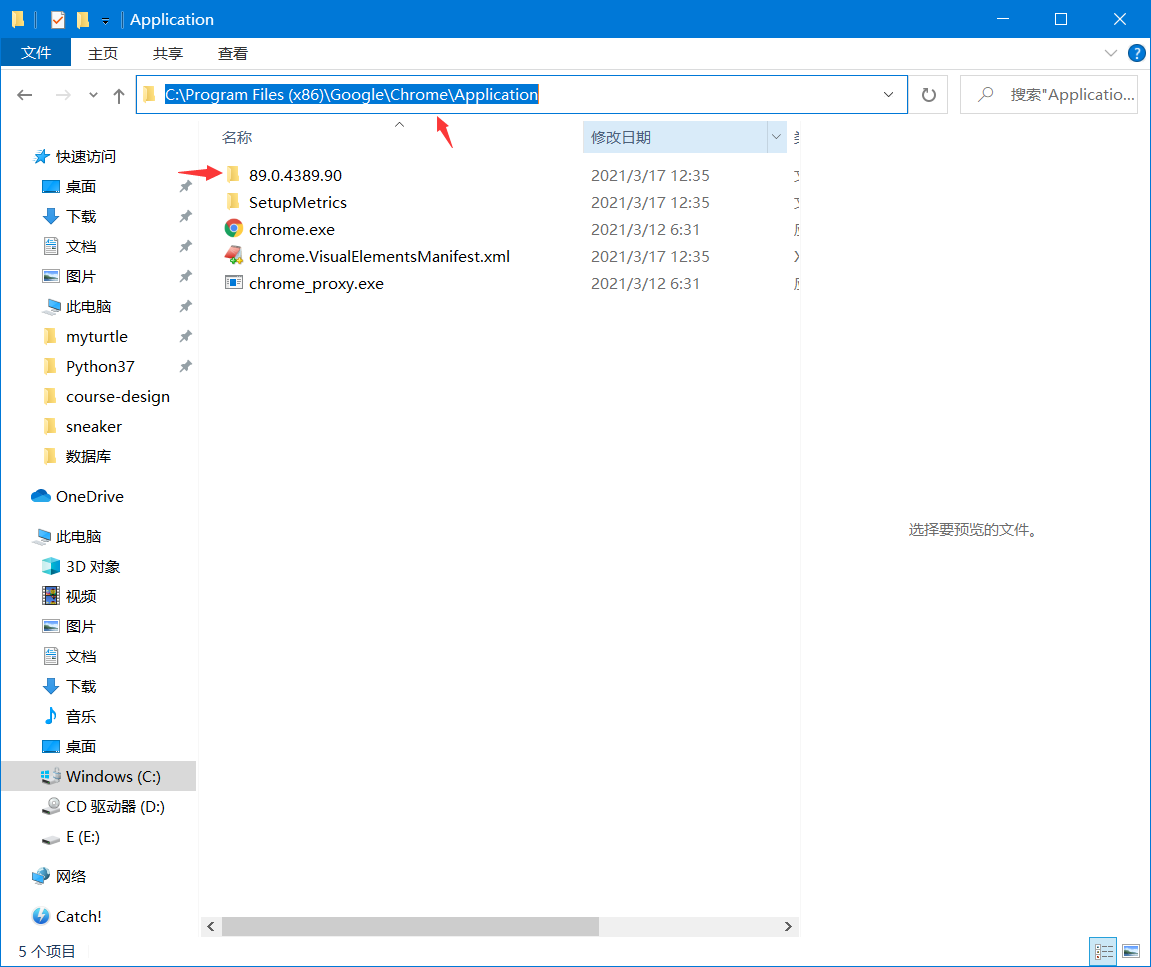 Application
文件 主页 共享 查看
C:\Program Files (x86)\Google\Chrome\Application 搜索"Applicatio...
名称 修改日期
快速访问
桌面
下载
文档
图片
此电脑
myturtle
Python37
course-design
sneaker
数据库
OneDrive
此电脑
3D 对象
视频
图片
文档
下载
音乐
桌面
Windows (C:)
CD 驱动器 (D:)
E (E:)
网络
Catch!
89.0.4389.90 2021/3/17 12:35
SetupMetrics 2021/3/17 12:35
chrome.exe 2021/3/12 6:31
chrome.VisualElementsManifest.xml 2021/3/17 12:35
chrome_proxy.exe 2021/3/12 6:31
选择要预览的文件。
5 个项目